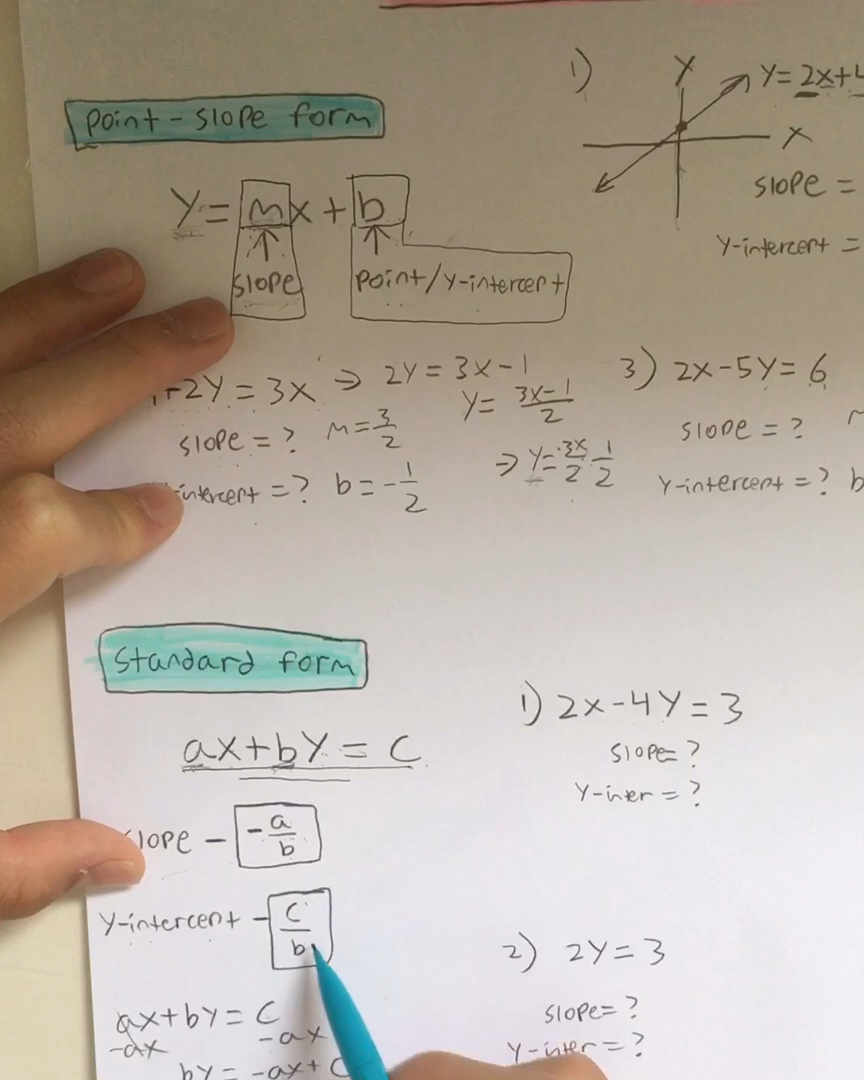 point-slope form
y = mx + b
slope
point/y-intercept
1)
y
x
y = 2x+4
slope =
y-intercept =
+2y = 3x → 2y = 3x-1
y = 3x-1/2
→ y = 3x/2 - 1/2
slope = ? m = 3/2
y-intercept = ? b = -1/2
3) 2x-5y = 6
slope = ?
y-intercept = ? b
standard form
ax+by = c
slope - -a/b
y-intercept - c/b
ax+by = c
-ax -ax
by = -ax + c
1) 2x-4y = 3
slope = ?
y-inter = ?
2) 2y = 3
slope = ?
y-inter = ?